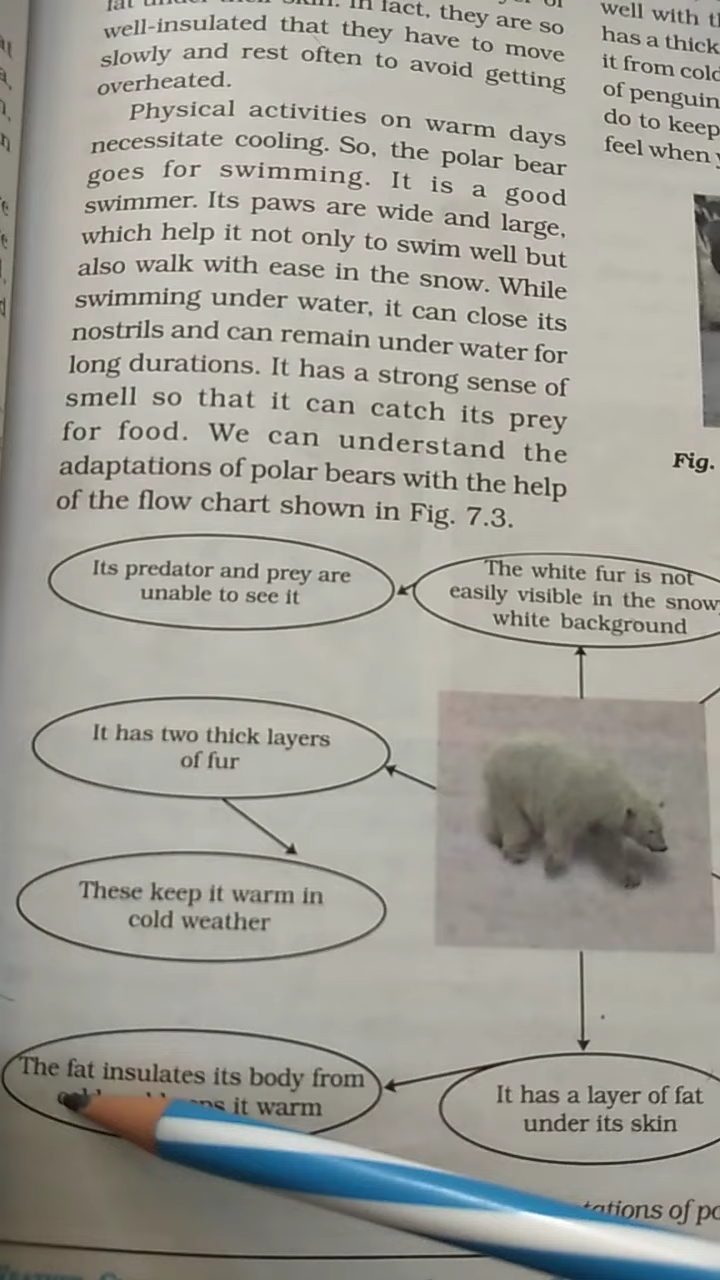 fat under their skin. In fact, they are so
well-insulated that they have to move
slowly and rest often to avoid getting
overheated.
Physical activities on warm days
necessitate cooling. So, the polar bear
goes for swimming. It is a good
swimmer. Its paws are wide and large,
which help it not only to swim well but
also walk with ease in the snow. While
swimming under water, it can close its
nostrils and can remain under water for
long durations. It has a strong sense of
smell so that it can catch its prey
for food. We can understand the
adaptations of polar bears with the help
of the flow chart shown in Fig. 7.3.
well with
has a thick
it from cold
of penguin
do to keep
feel when
Fig.
Its predator and prey are
unable to see it
The white fur is not
easily visible in the snow
white background
It has two thick layers
of fur
These keep it warm in
cold weather
The fat insulates its body from
it warm
It has a layer of fat
under its skin
of